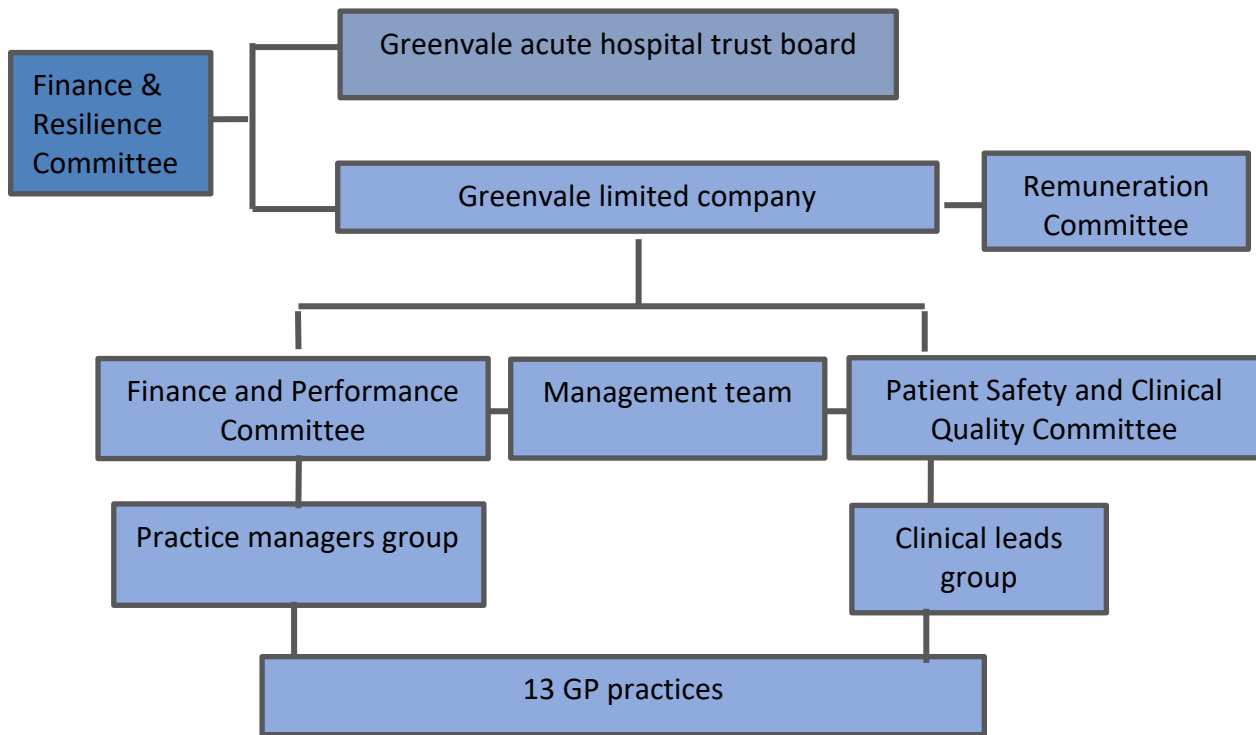 Greenvale acute hospital trust board
Finance &
Resilience
Committee
Greenvale limited company
Remuneration
Committee
Finance and Performance
Committee
Management team
Patient Safety and Clinical
Quality Committee
Practice managers group
Clinical leads
group
13 GP practices